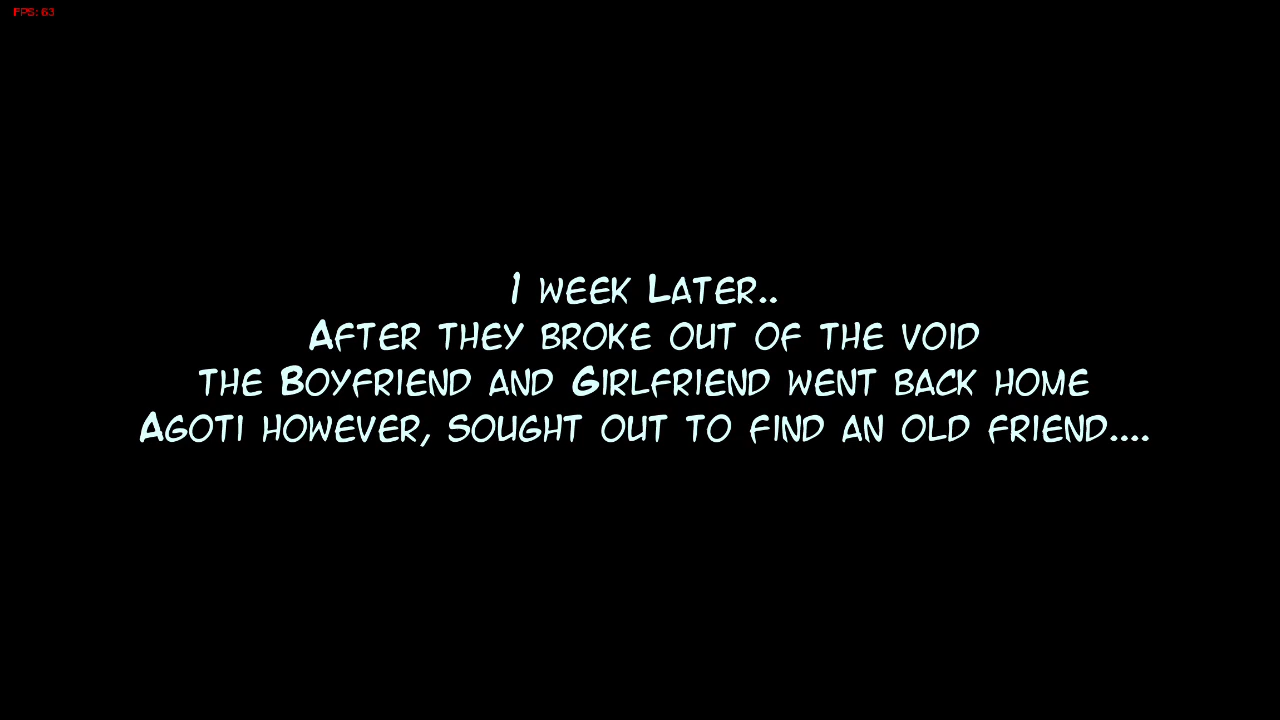 FPS: 63
1 week Later..
After they broke out of the void
the Boyfriend and Girlfriend went back home
Agoti however, sought out to find an old friend....